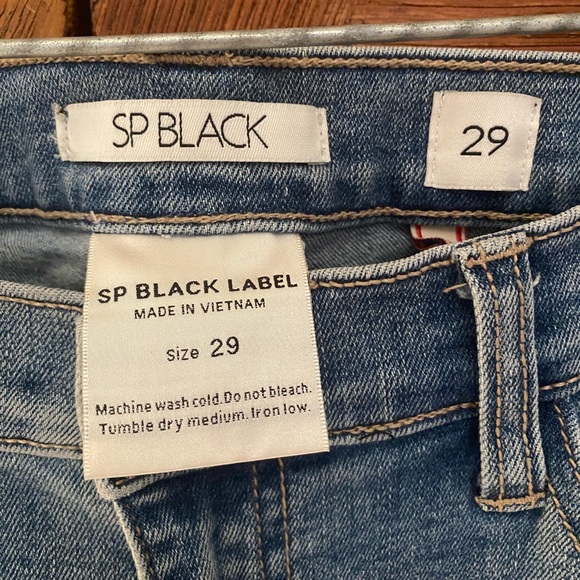 SP BLACK
29
SP BLACK LABEL
MADE IN VIETNAM
Size 29
Machine wash cold.Do not bleach.
Tumble dry medium. Iron low.